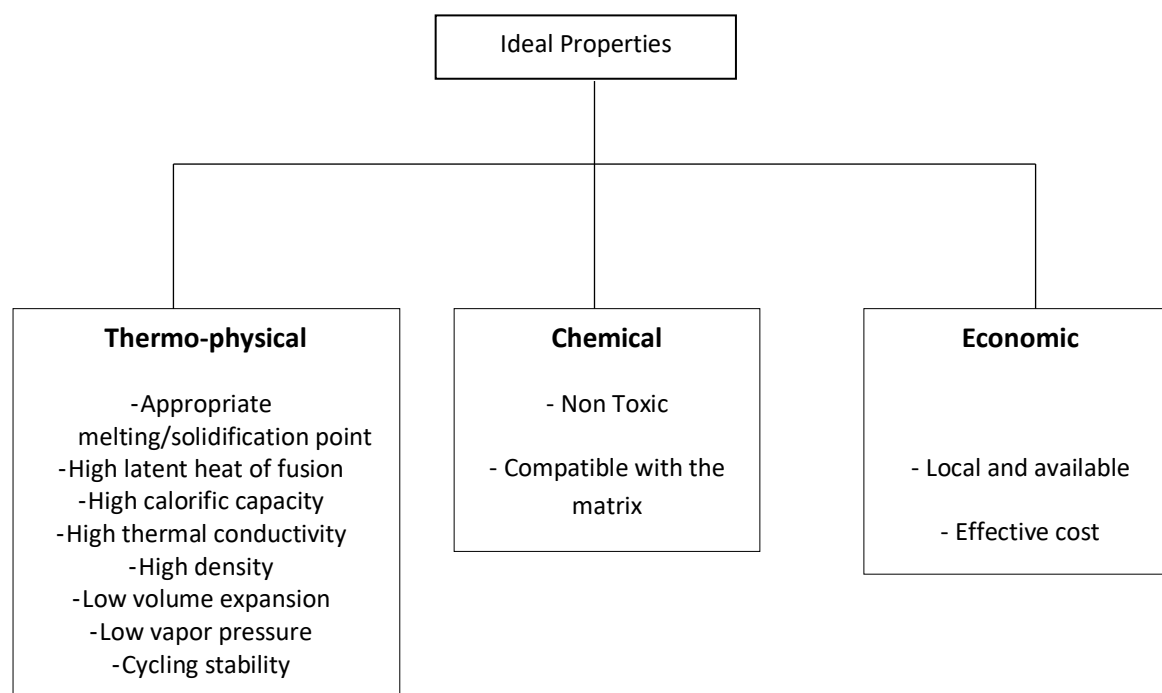 Ideal Properties
Thermo-physical
-Appropriate
melting/solidification point
-High latent heat of fusion
-High calorific capacity
-High thermal conductivity
-High density
-Low volume expansion
-Low vapor pressure
-Cycling stability
Chemical
- Non Toxic
- Compatible with the
matrix
Economic
- Local and available
- Effective cost